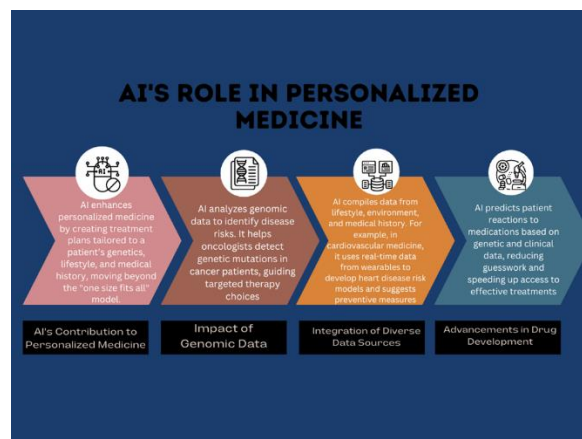 AI'S ROLE IN PERSONALIZED
MEDICINE
AI
AI enhances
personalized medicine
by creating treatment
plans tailored to a
patient's genetics,
lifestyle, and medical
history, moving beyond
the "one size fits all"
model.
AI's Contribution to
Personalized Medicine
AI analyzes genomic
data to identify disease
risks. It helps
oncologists detect
genetic mutations in
cancer patients, guiding
targeted therapy
choices
Impact of
Genomic Data
AI compiles data from
lifestyle, environment,
and medical history. For
example, in
cardiovascular medicine,
it uses real-time data
from wearables to
develop heart disease risk
models and suggests
preventive measures
Integration of Diverse
Data Sources
AI predicts patient
reactions to
medications based on
genetic and clinical
data, reducing
guesswork and
speeding up access to
effective treatments
Advancements in Drug
Development